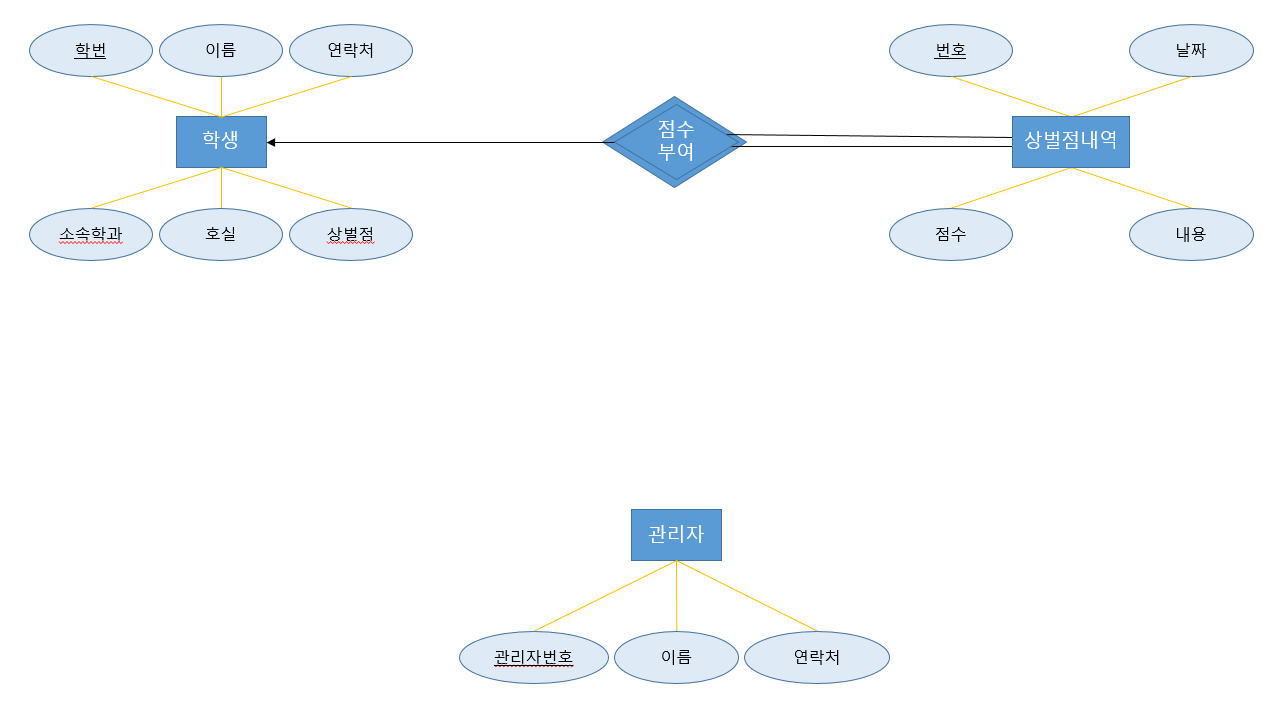 학번
이름
연락처
번호
날짜
학생
점수
부여
상벌점내역
소속학과
호실
상벌점
점수
내용
관리자
관리자번호
이름
연락처